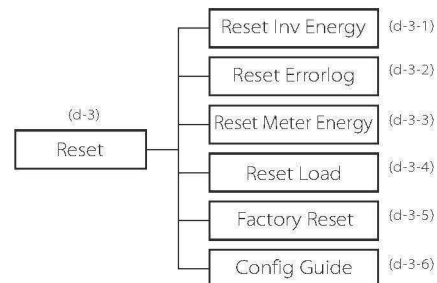 Reset Inv Energy (d-3-1)
Reset Errorlog (d-3-2)
(d-3)
Reset Meter Energy (d-3-3)
Reset
Reset Load (d-3-4)
Factory Reset (d-3-5)
Config Guide (d-3-6)